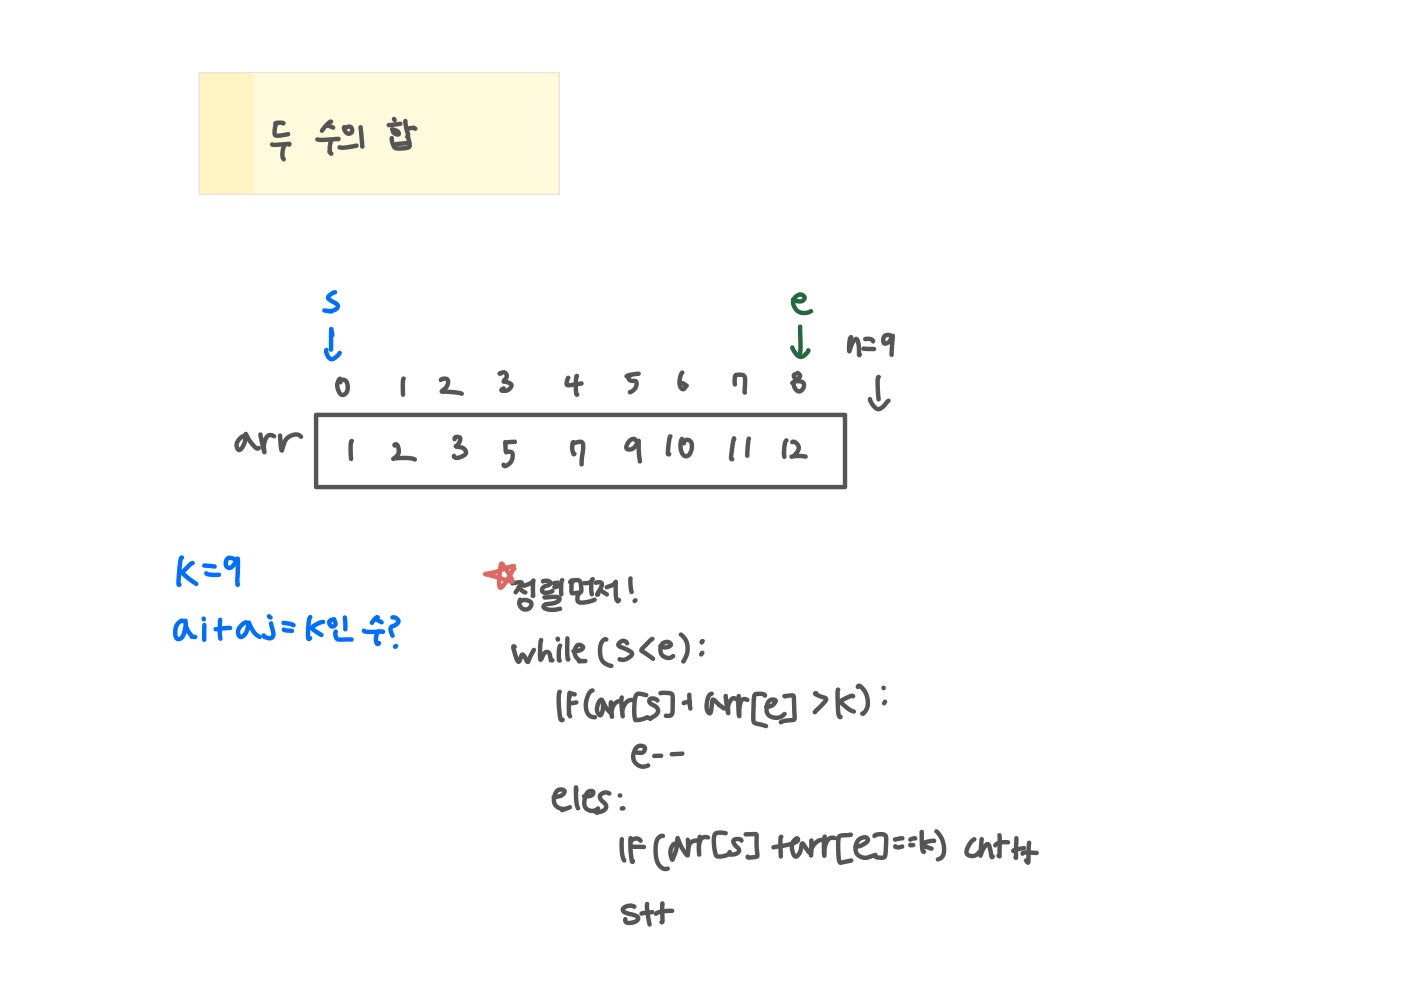 두 수의 합
s e
n=9
0 1 2 3 4 5 6 7 8
arr 1 2 3 5 7 9 10 11 12
k=9
ai+aj=k인 수?
정렬먼저!
while (s<e):
if(arr[s]+arr[e] >k):
e--
eles:
if(arr[s]+arr[e]==k) cnt++
s++